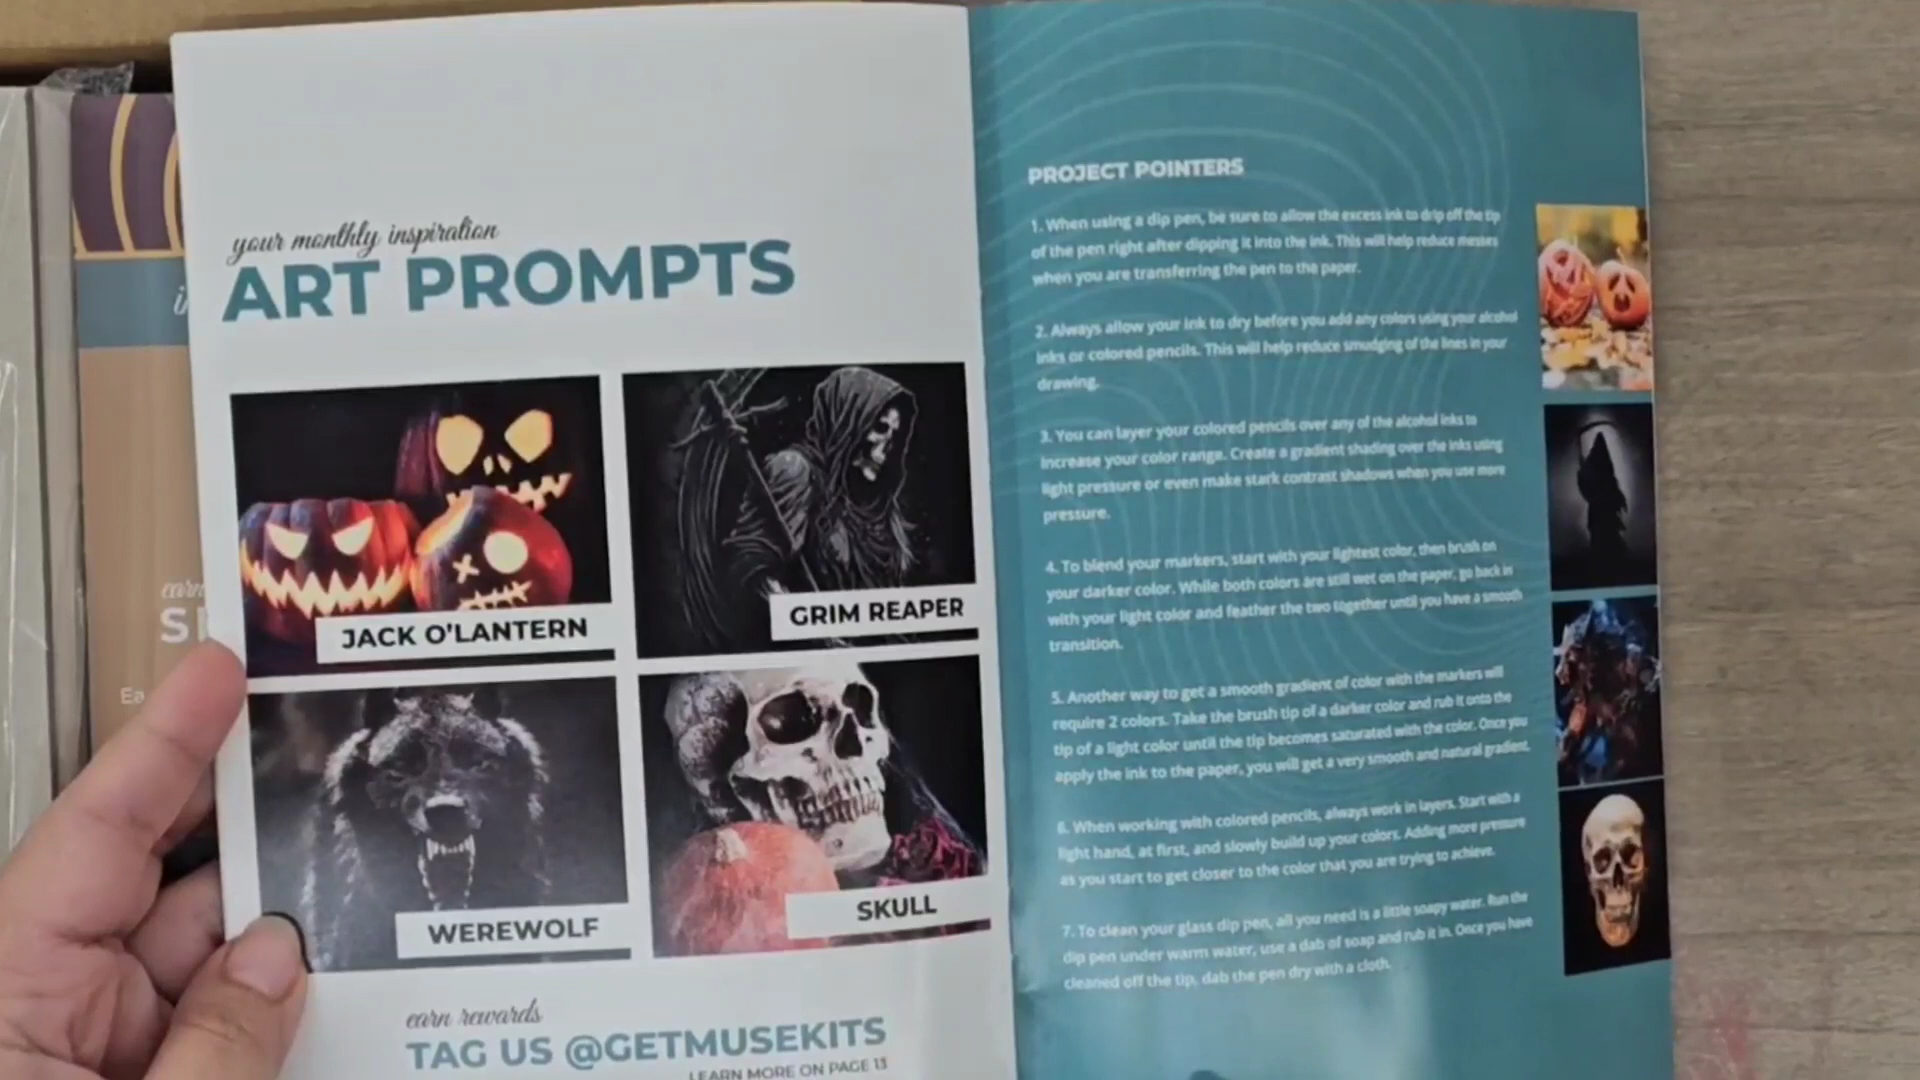 your monthly inspiration
ART PROMPTS
JACK O'LANTERN
GRIM REAPER
WEREWOLF
SKULL
earn rewards
TAG US @GETMUSEKITS
LEARN MORE ON PAGE 13
PROJECT POINTERS
1. When using a dip pen, be sure to allow the excess ink to drip off the tip
of the pen right after dipping it into the ink. This will help reduce messes
when you are transferring the pen to the paper.
2. Always allow your ink to dry before you add any colors using your alcohol
inks or colored pencils. This will help reduce smudging of the lines in your
drawing.
3. You can layer your colored pencils over any of the alcohol inks to
increase your color range. Create a gradient shading over the inks using
light pressure or even make stark contrast shadows when you use more
pressure.
4. To blend your markers, start with your lightest color, then brush on
your darker color. While both colors are still wet on the paper, go back in
with your light color and feather the two together until you have a smooth
transition.
5. Another way to get a smooth gradient of color with the markers will
require 2 colors. Take the brush tip of a darker color and rub it onto the
tip of a light color until the tip becomes saturated with the color. Once you
apply the ink to the paper, you will get a very smooth and natural gradient.
6. When working with colored pencils, always work in layers. Start with a
light hand, at first, and slowly build up your colors. Adding more pressure
as you start to get closer to the color that you are trying to achieve.
7. To clean your glass dip pen, all you need is a little soapy water. Run the
dip pen under warm water, use a dab of soap and rub it in. Once you have
cleaned off the tip, dab the pen dry with a cloth.